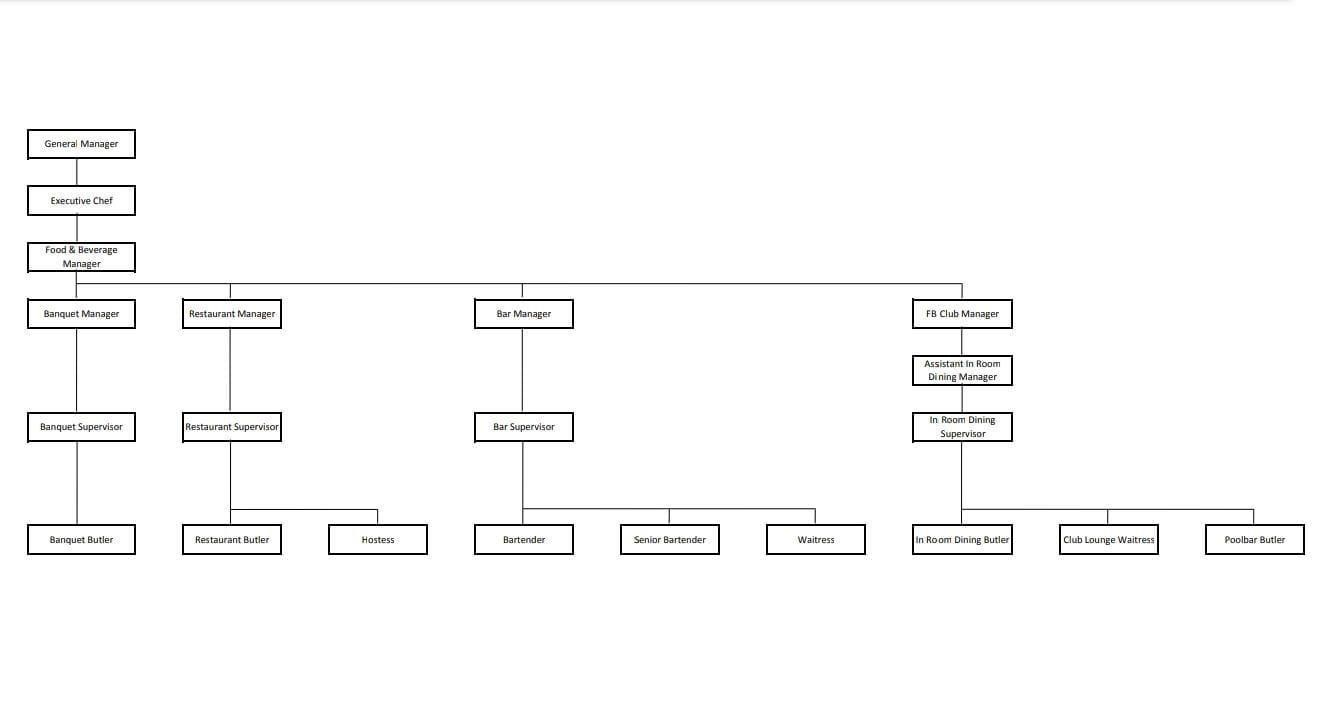 General Manager
Executive Chef
Food & Beverage
Manager
Banquet Manager
Restaurant Manager
Bar Manager
FB Club Manager
Assistant In Room
Dining Manager
Banquet Supervisor
Restaurant Supervisor
Bar Supervisor
In Room Dining
Supervisor
Banquet Butler
Restaurant Butler
Hostess
Bartender
Senior Bartender
Waitress
In Room Dining Butler
Club Lounge Waitress
Poolbar Butler